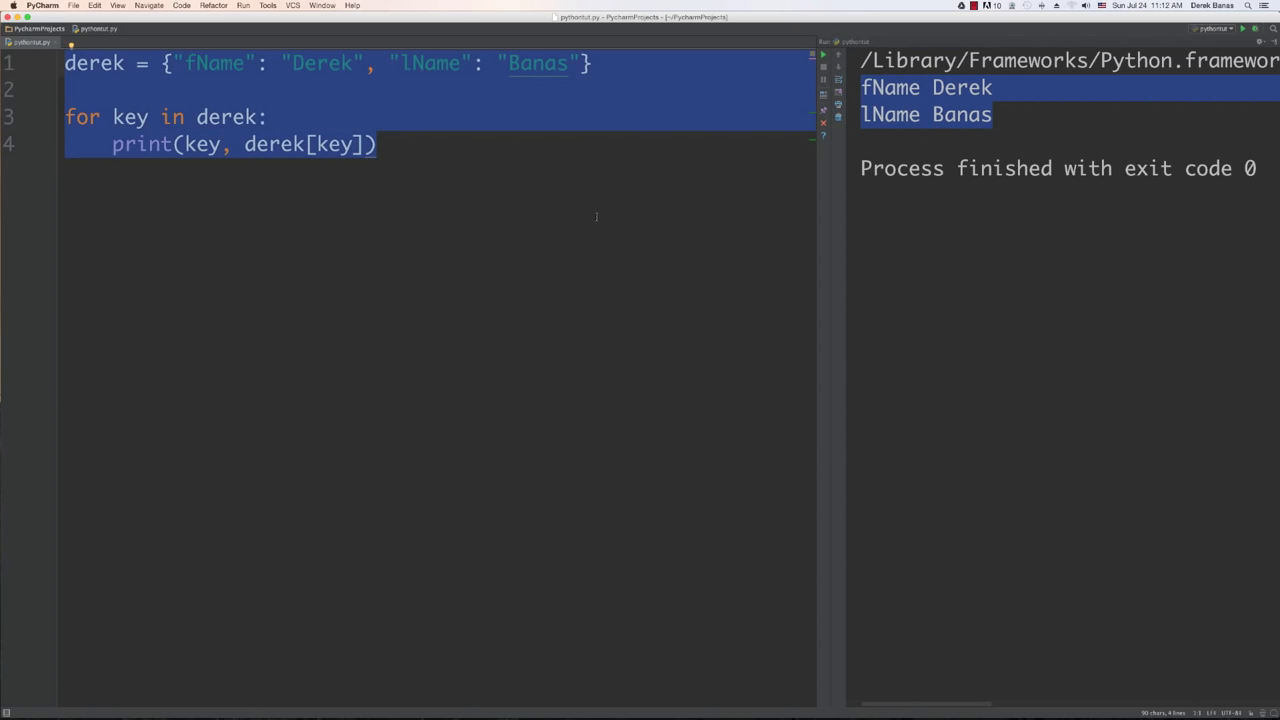 PyCharm File Edit View Navigate Code Refactor Run Tools VCS Window Help
10 Sun Jul 24 11:12 AM Derek Banas
pythontut.py - PycharmProjects - [~/PycharmProjects]
PycharmProjects pythontut.py
pythontut
pythontut.py
Run: pythontut
1 derek = {"fName": "Derek", "lName": "Banas"}
2
3 for key in derek:
4 print(key, derek[key])
/Library/Frameworks/Python.framewor
fName Derek
lName Banas
Process finished with exit code 0
90 chars, 4 lines 1:1 LF÷ UTF-8÷